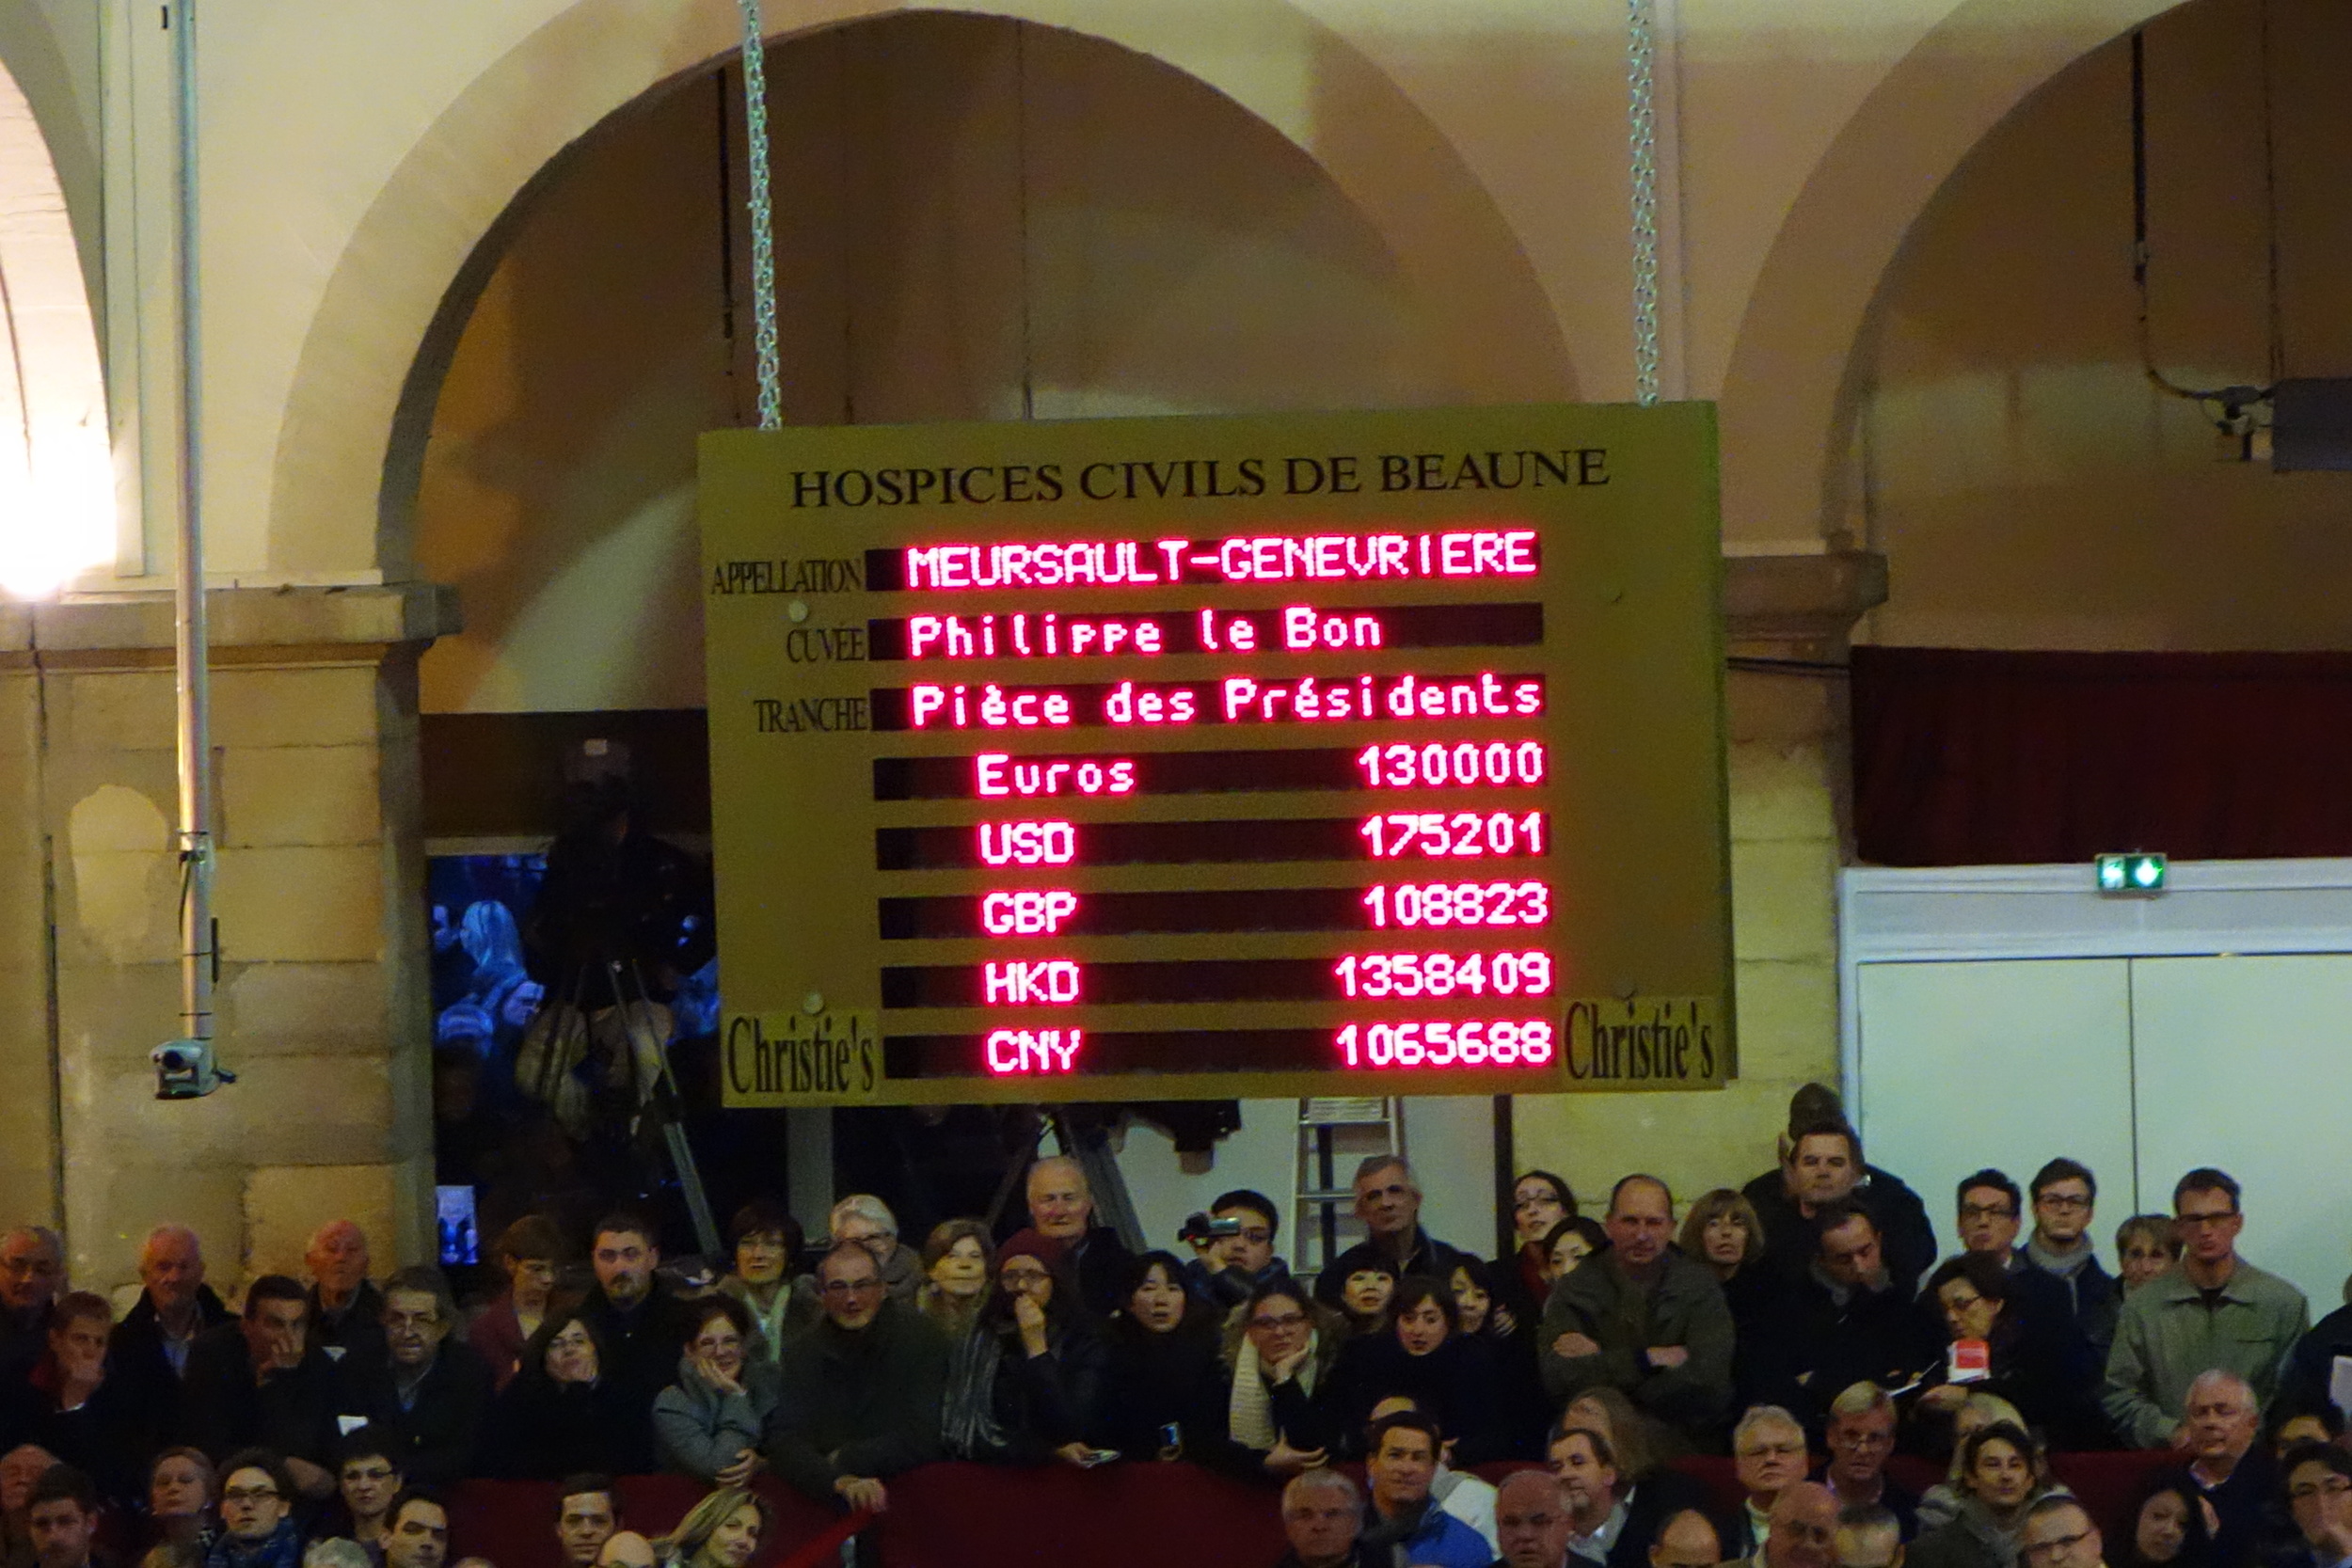 HOSPICES CIVILS DE BEAUNE
APPELLATION MEURSAULT-GENEVRIERE
CUVÉE Philippe le Bon
TRANCHE Pièce des Présidents
Euros 130000
USD 175201
GBP 108823
HKD 1358409
CNY 1065688
Christie's Christie's